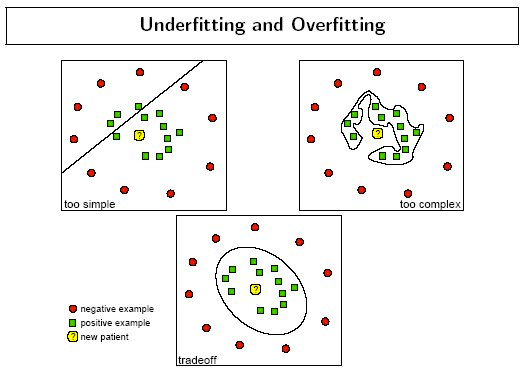 Underfitting and Overfitting
?
too simple
?
too complex
?
negative example
positive example
? new patient
tradeoff